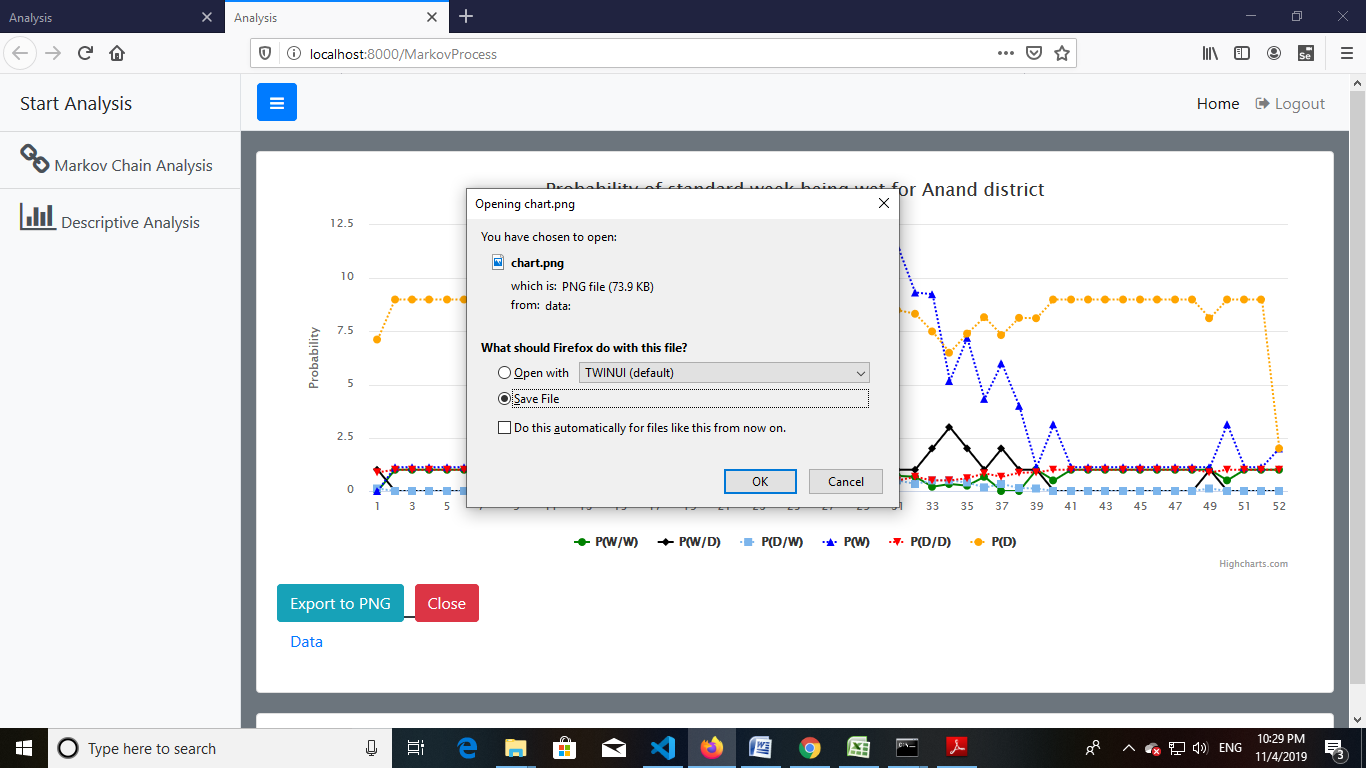 Analysis
Analysis
localhost:8000/MarkovProcess
Se
Start Analysis
Home Logout
Markov Chain Analysis
Descriptive Analysis
Probability of standard week being wet for Anand district
Opening chart.png
You have chosen to open:
chart.png
which is: PNG file (73.9 KB)
from: data:
What should Firefox do with this file?
Open with TWINUI (default)
Save File
Do this automatically for files like this from now on.
OK Cancel
Probability
12.5
10
7.5
5
2.5
0
1 3 5 33 35 37 39 41 43 45 47 49 51 52
P(W/W) P(W/D) P(D/W) P(W) P(D/D) P(D)
Highcharts.com
Export to PNG Close
Data
Type here to search
ENG
10:29 PM
11/4/2019
3